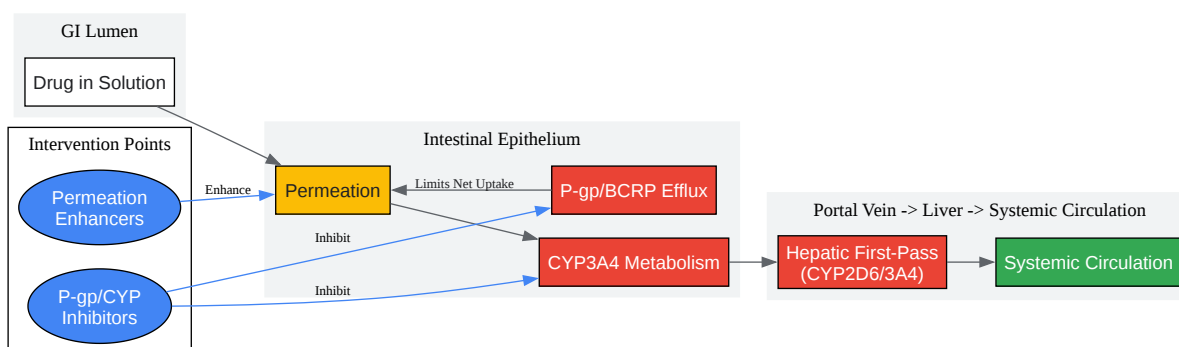 GI Lumen
Drug in Solution
Intervention Points
Permeation
Enhancers
P-gp/CYP
Inhibitors
Enhance
Inhibit
Inhibit
Intestinal Epithelium
Permeation
Limits Net Uptake
P-gp/BCRP Efflux
CYP3A4 Metabolism
Portal Vein -> Liver -> Systemic Circulation
Hepatic First-Pass
(CYP2D6/3A4)
Systemic Circulation